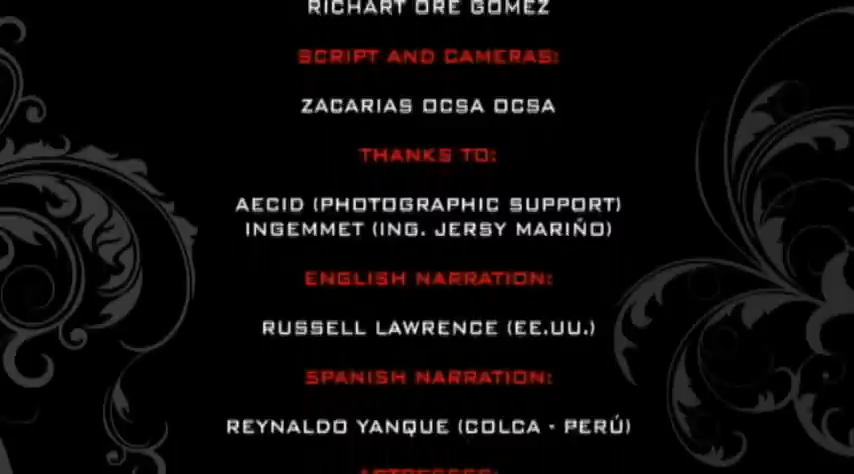 RICHART ORE GOMEZ
SCRIPT AND CAMERAS:
ZACARIAS OCSA OCSA
THANKS TO:
AECID (PHOTOGRAPHIC SUPPORT)
INGEMMET (ING. JERSY MARIÑO)
ENGLISH NARRATION:
RUSSELL LAWRENCE (EE.UU.)
SPANISH NARRATION:
REYNALDO YANQUE (COLCA - PERÚ)